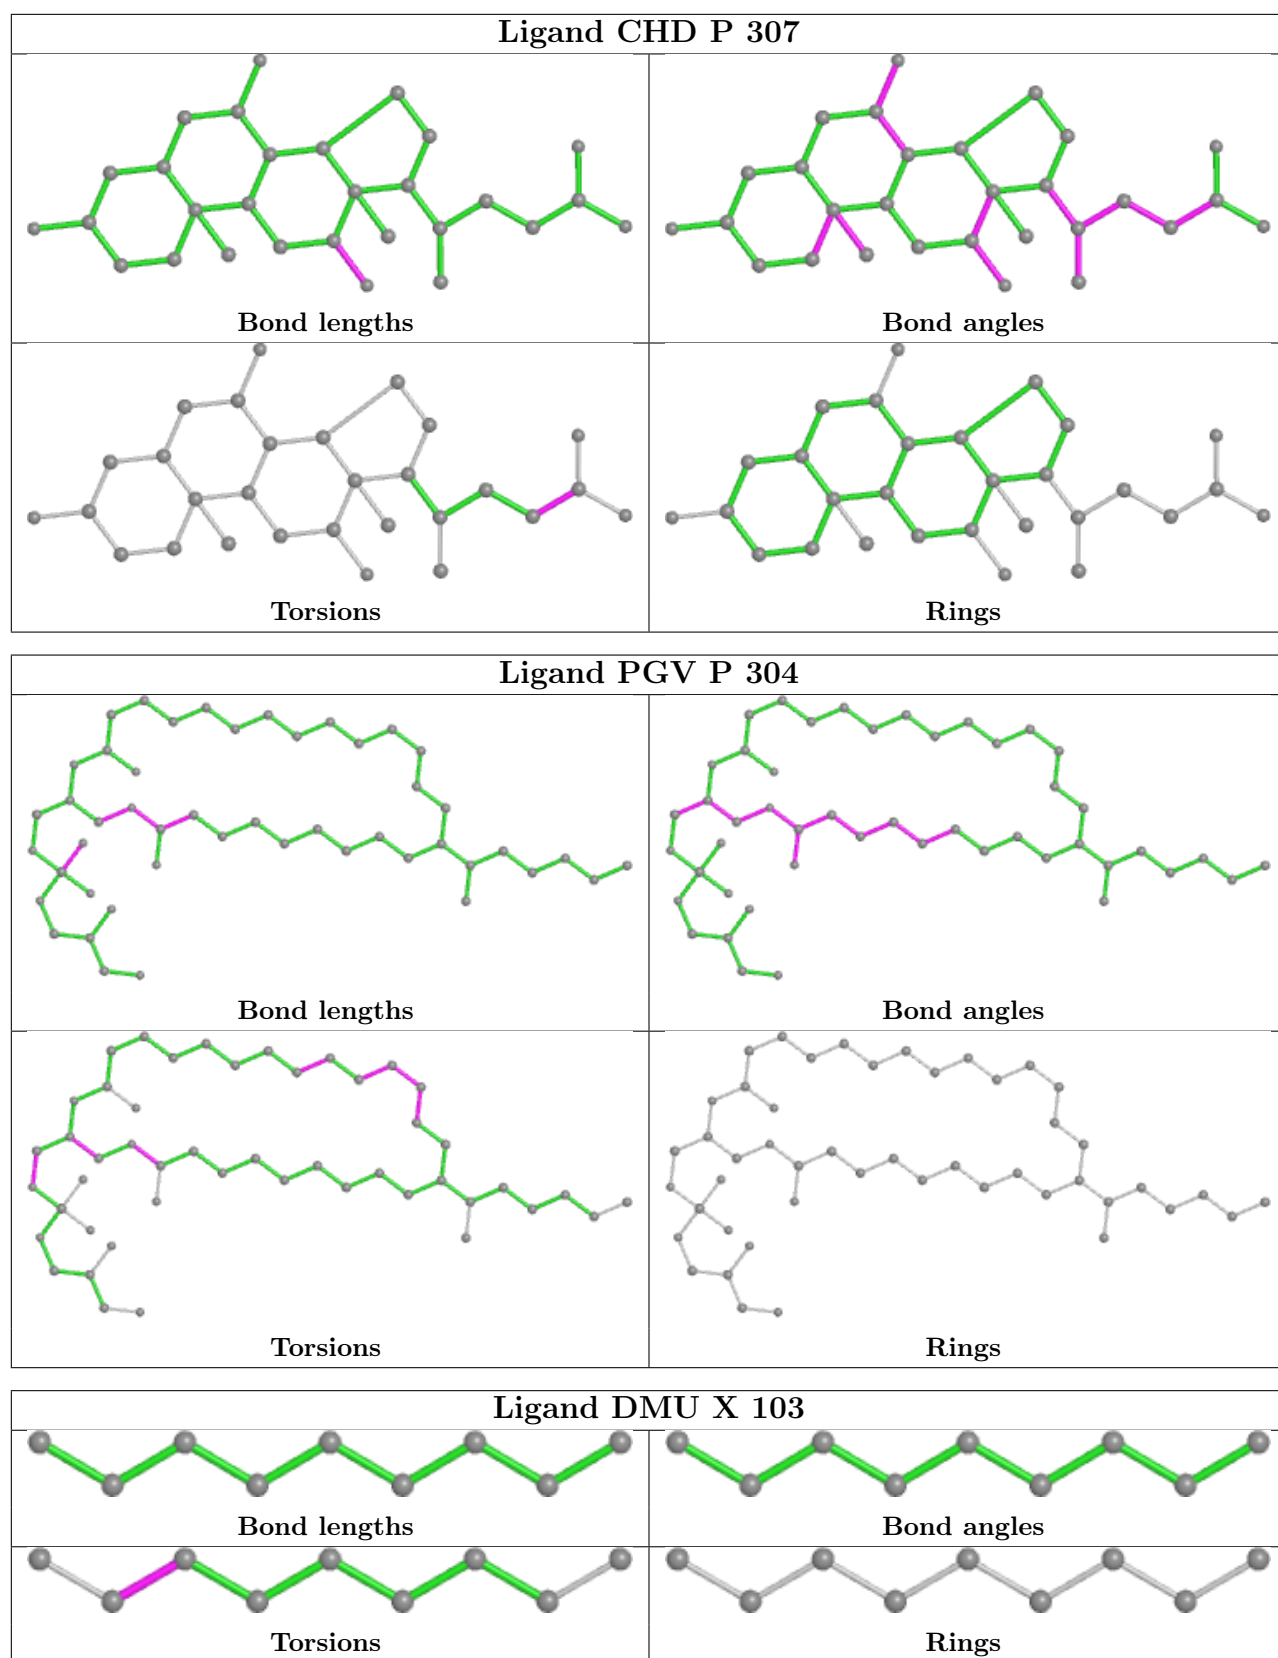 Ligand CHD P 307
Bond lengths
Bond angles
Torsions
Rings
Ligand PGV P 304
Bond lengths
Bond angles
Torsions
Rings
Ligand DMU X 103
Bond lengths
Bond angles
Torsions
Rings